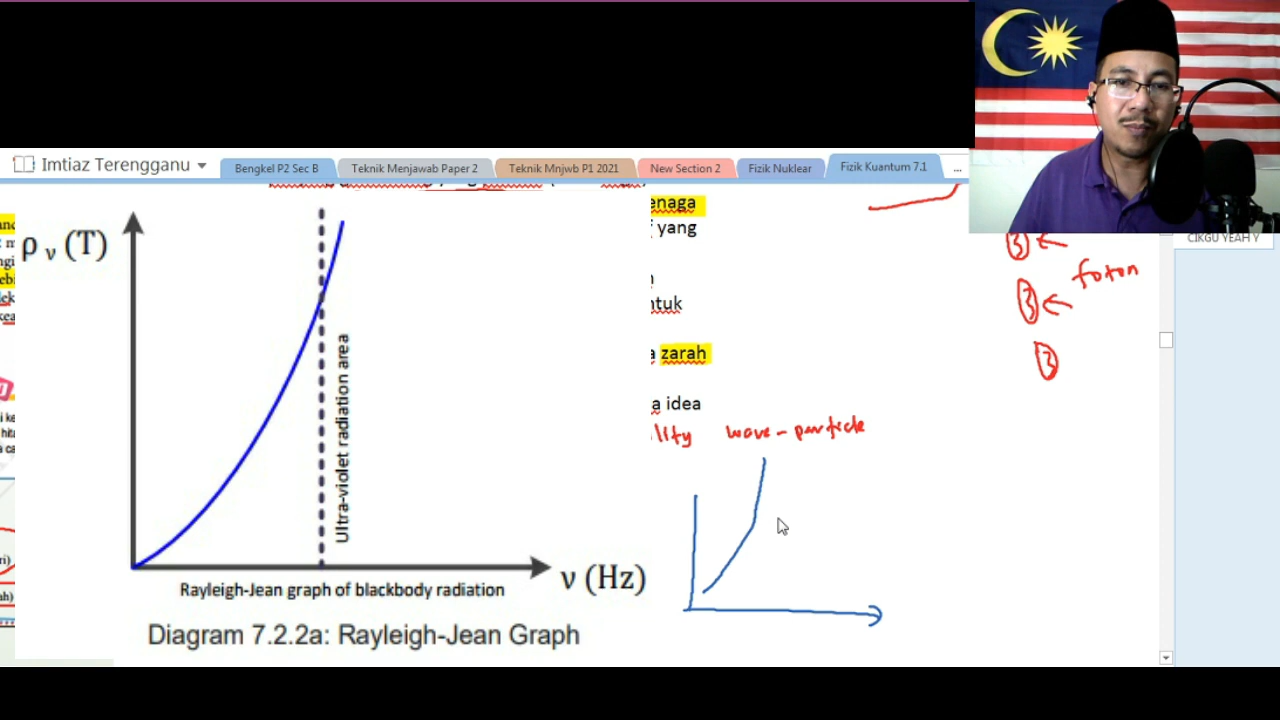 Imtiaz Terengganu
Bengkel P2 Sec B
Teknik Menjawab Paper 2
Teknik Mnjwb P1 2021
New Section 2
Fizik Nuklear
Fizik Kuantum 7.1
...
CIKGU YEAH Y
enaga
yang
ntuk
a zarah
a idea
lity wave - particle
foton
ρ ν (T)
Ultra-violet radiation area
ν (Hz)
Rayleigh-Jean graph of blackbody radiation
Diagram 7.2.2a: Rayleigh-Jean Graph